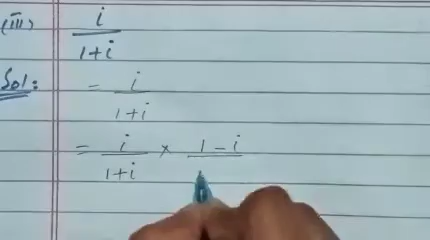 (iii) i/1+i
Sol: = i/1+i
= i/1+i × 1-i/